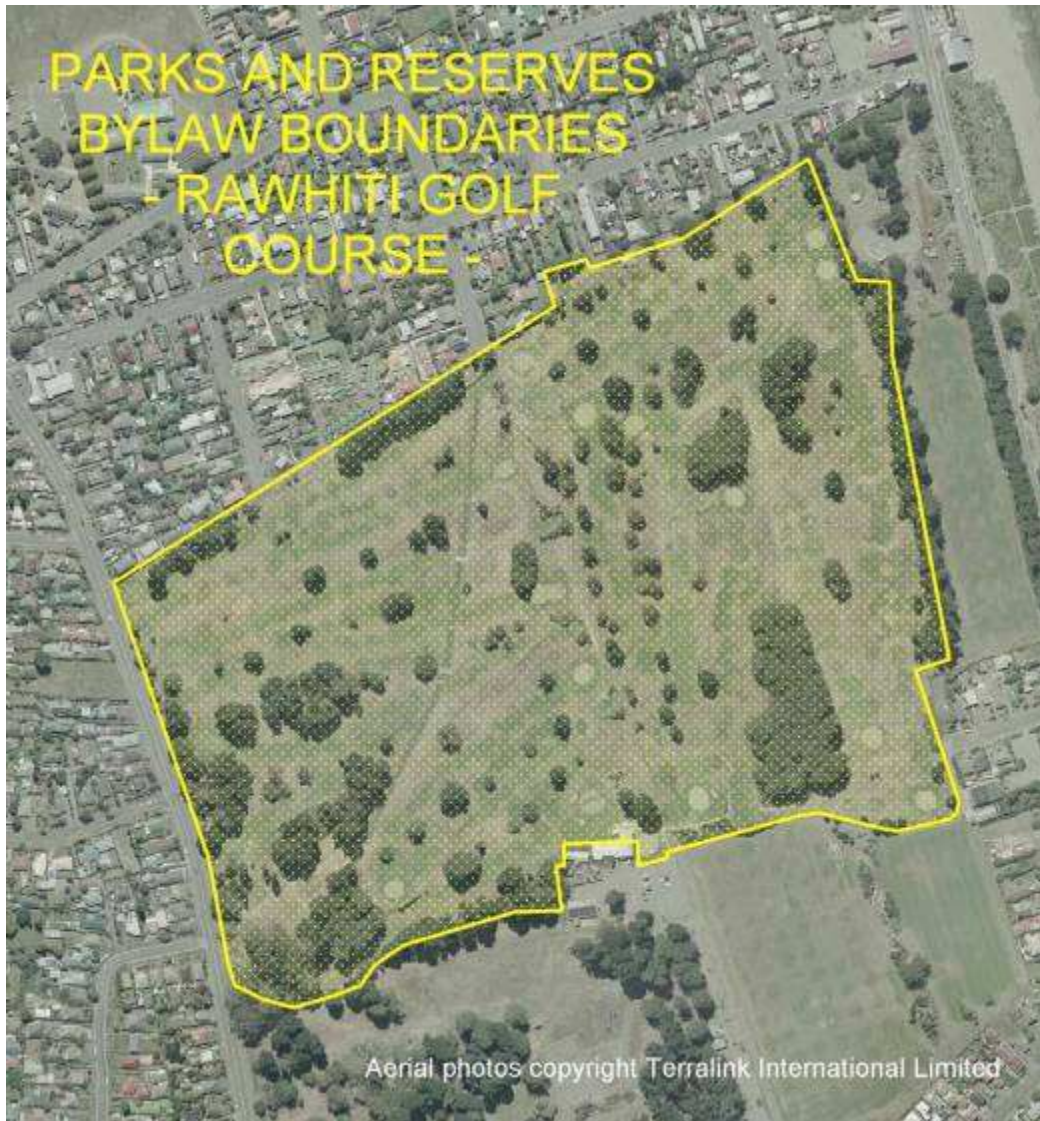 PARKS AND RESERVES
BYLAW BOUNDARIES
- RAWHITI GOLF
COURSE -
Aerial photos copyright Terralink International Limited